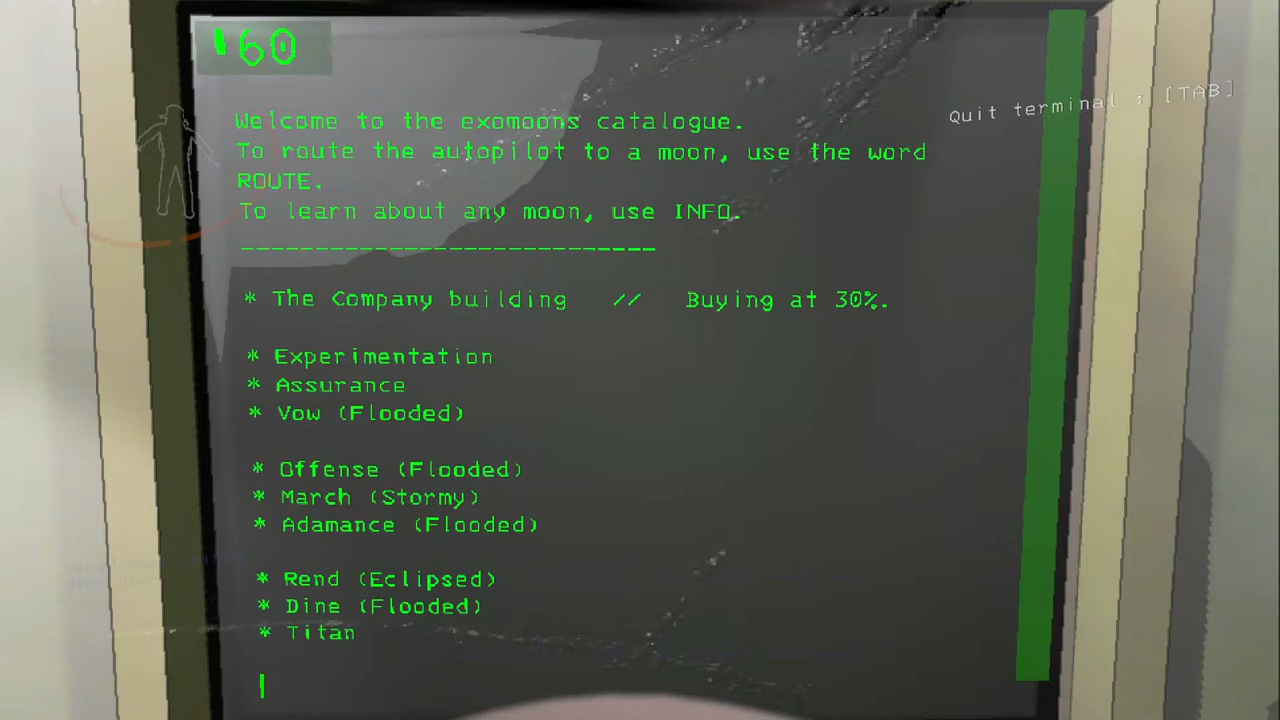 ▮60
Welcome to the exomoons catalogue.
To route the autopilot to a moon, use the word
ROUTE.
To learn about any moon, use INFO.
----------------------------
* The Company building // Buying at 30%.
* Experimentation
* Assurance
* Vow (Flooded)
* Offense (Flooded)
* March (Stormy)
* Adamance (Flooded)
* Rend (Eclipsed)
* Dine (Flooded)
* Titan
Quit terminal : [TAB]